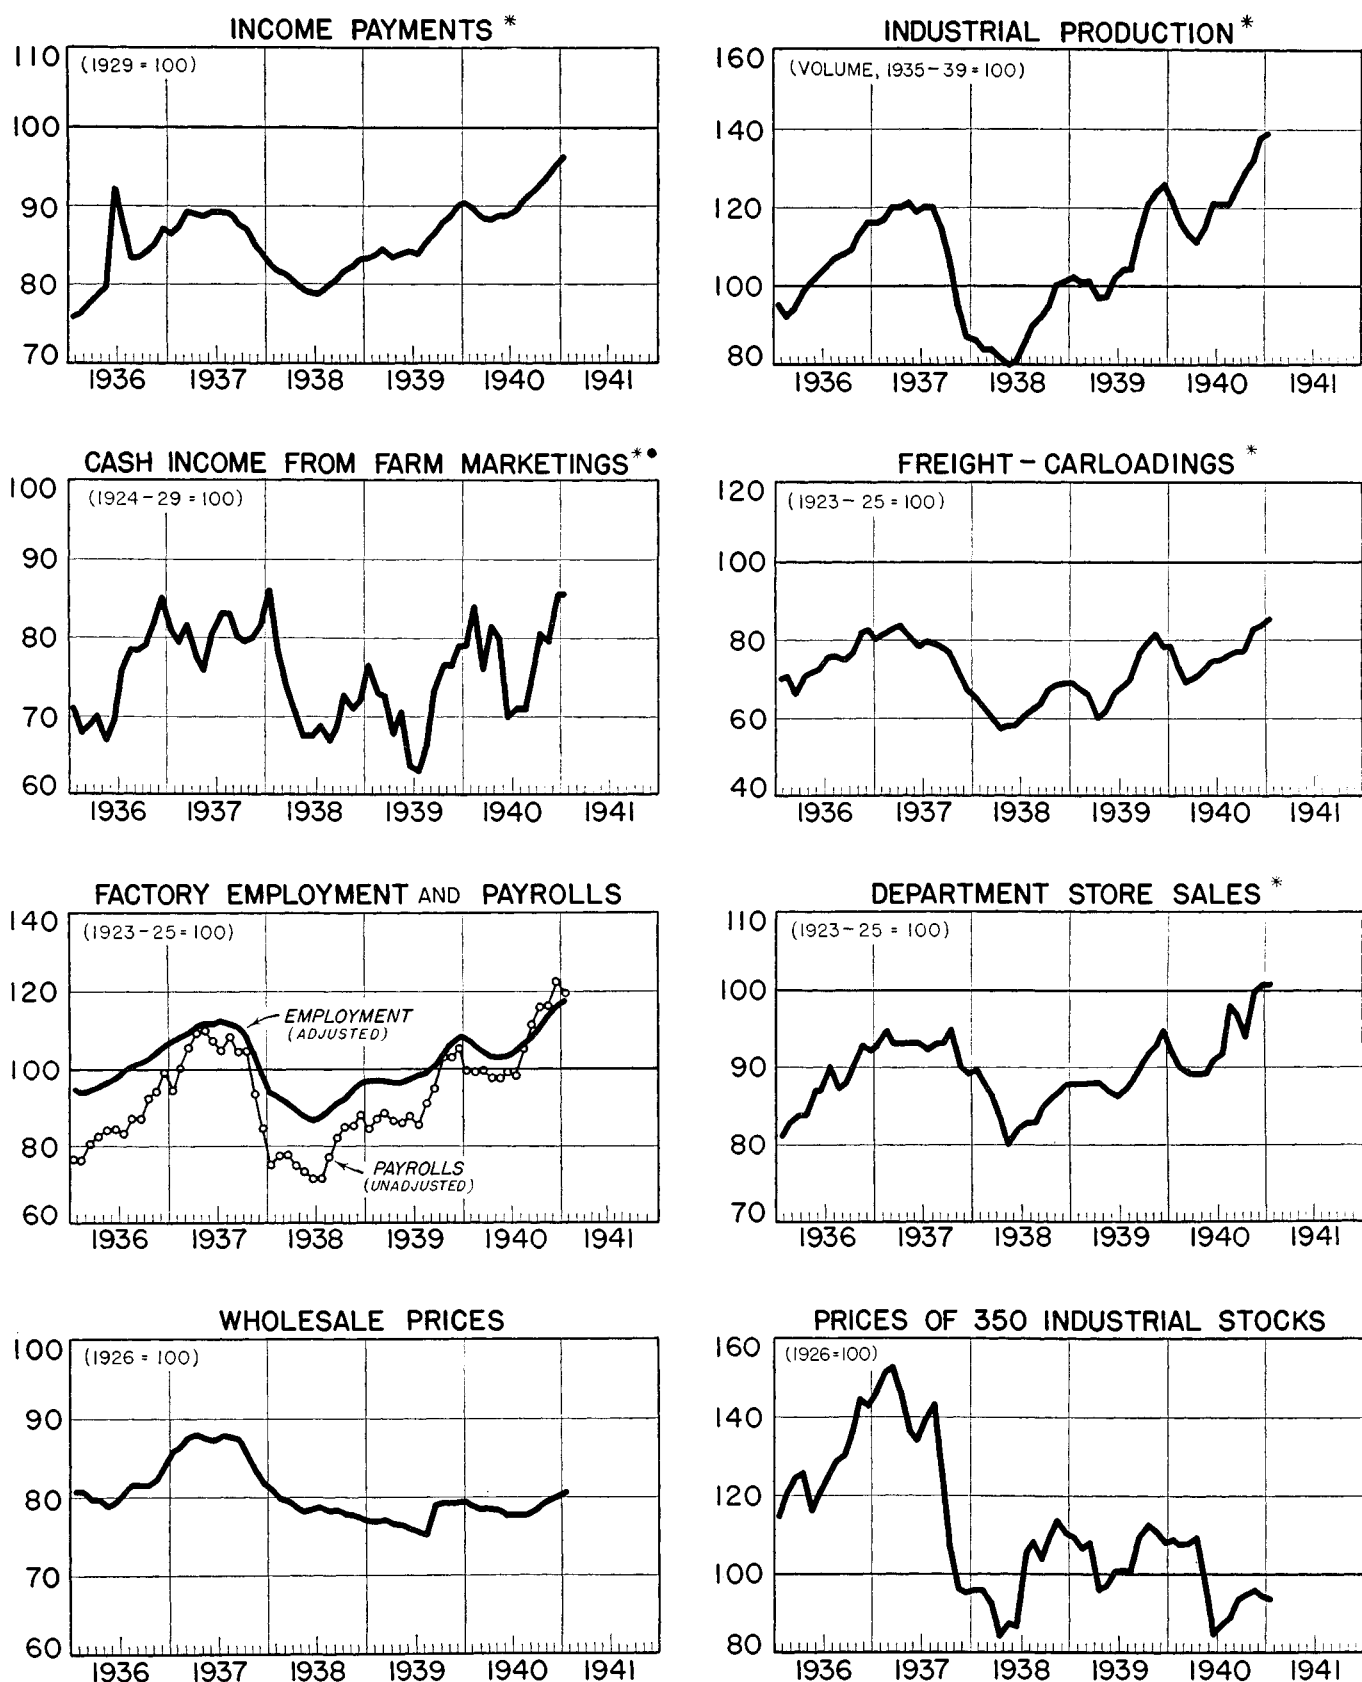 INCOME PAYMENTS *
(1929 = 100)
110
100
90
80
70
1936 1937 1938 1939 1940 1941
INDUSTRIAL PRODUCTION *
(VOLUME, 1935-39 = 100)
160
140
120
100
80
1936 1937 1938 1939 1940 1941
CASH INCOME FROM FARM MARKETINGS *●
(1924-29 = 100)
100
90
80
70
60
1936 1937 1938 1939 1940 1941
FREIGHT-CARLOADINGS *
(1923-25 = 100)
120
100
80
60
40
1936 1937 1938 1939 1940 1941
FACTORY EMPLOYMENT AND PAYROLLS
(1923-25 = 100)
140
120
100
80
60
EMPLOYMENT
(ADJUSTED)
PAYROLLS
(UNADJUSTED)
1936 1937 1938 1939 1940 1941
DEPARTMENT STORE SALES *
(1923-25 = 100)
110
100
90
80
70
1936 1937 1938 1939 1940 1941
WHOLESALE PRICES
(1926 = 100)
100
90
80
70
60
1936 1937 1938 1939 1940 1941
PRICES OF 350 INDUSTRIAL STOCKS
(1926=100)
160
140
120
100
80
1936 1937 1938 1939 1940 1941